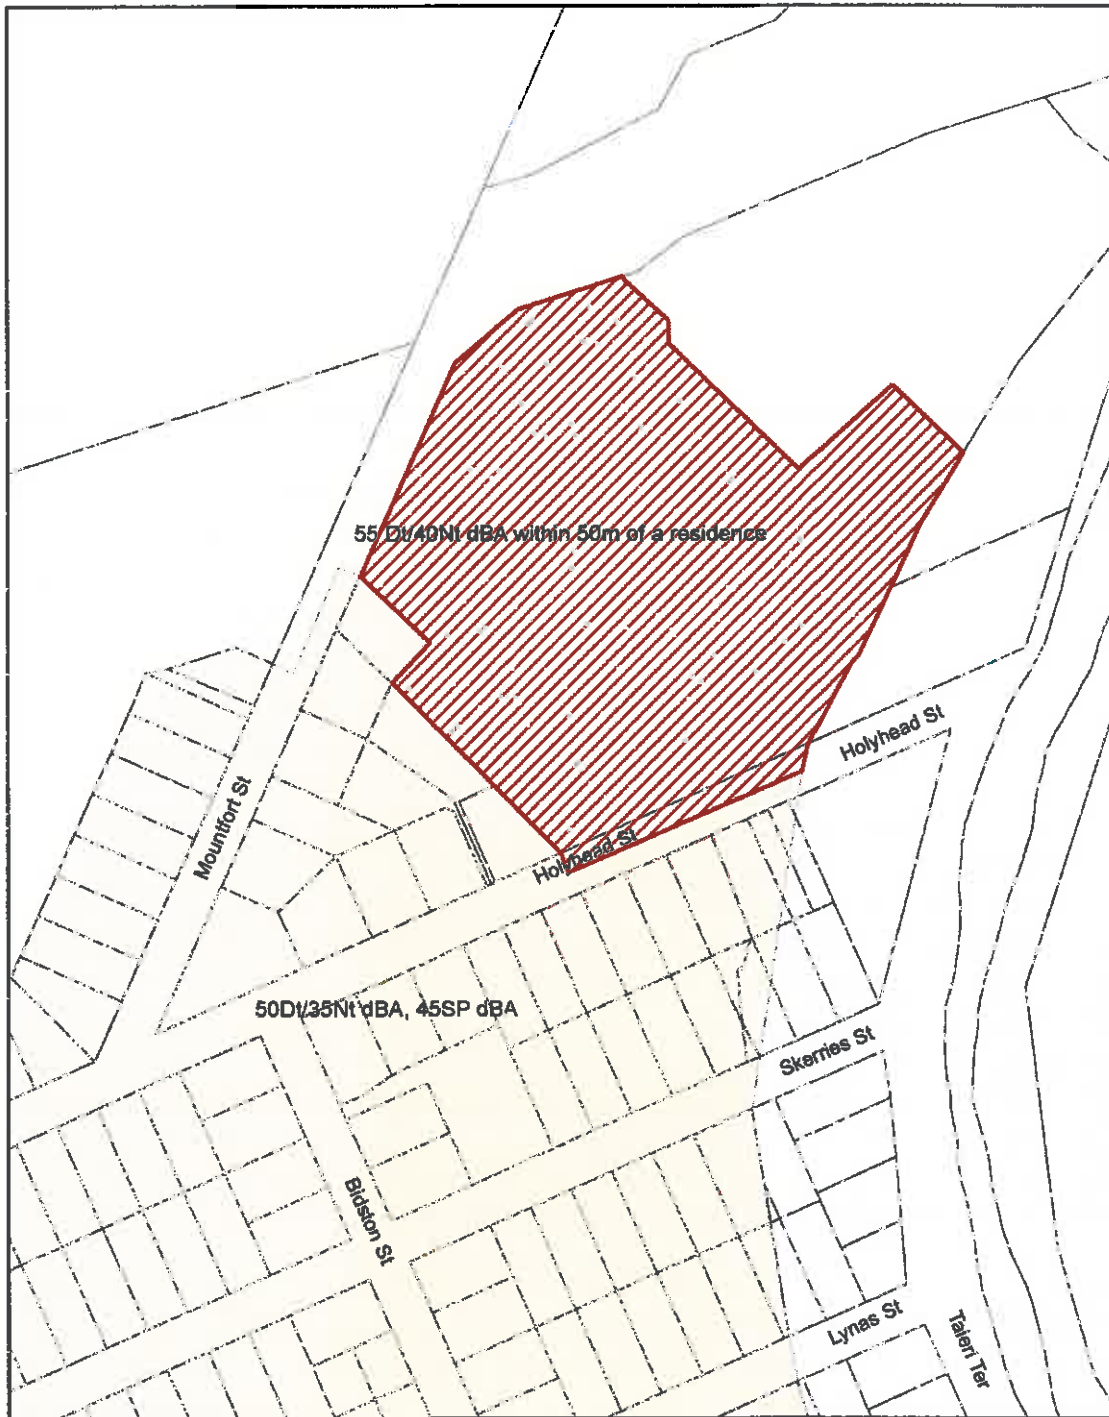 55 Dt/40Nt dBA within 50m of a residence
Holyhead St
Mountfort St
Holyhead St
50Dt/35Nt dBA, 45SP dBA
Skerries St
Bidston St
Lynas St
Taieri Ter